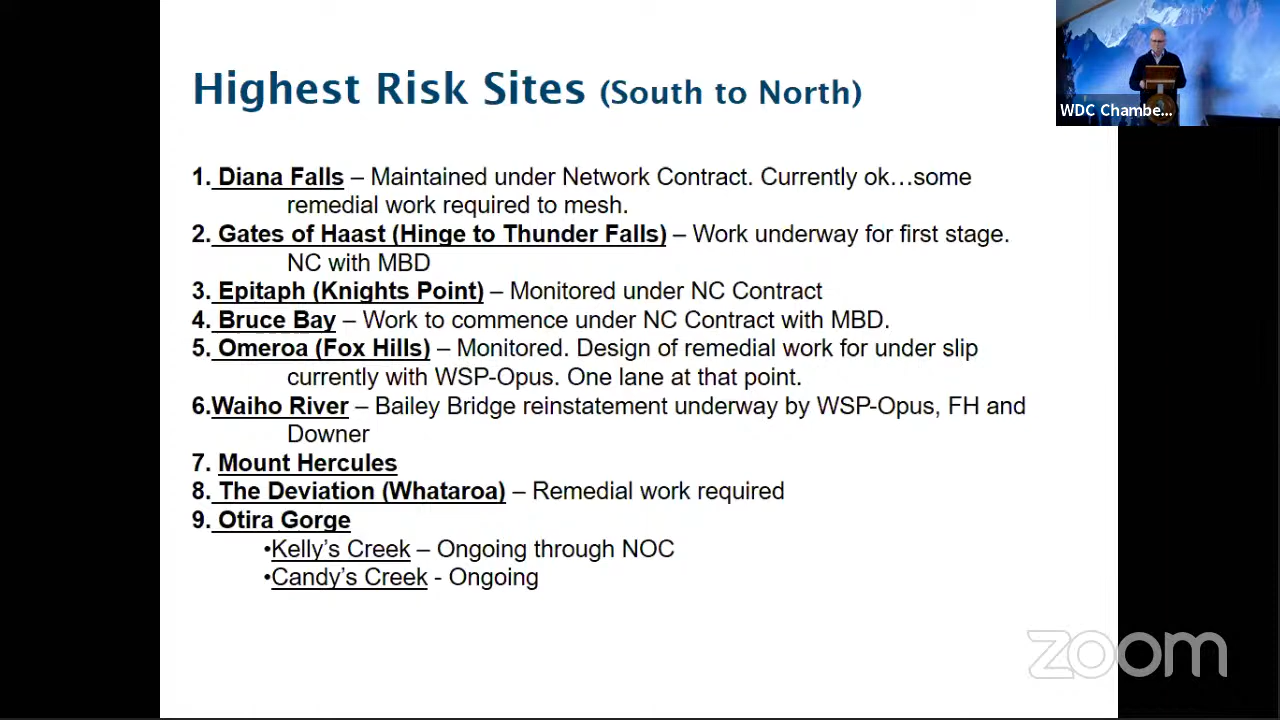 Highest Risk Sites (South to North)
WDC Chambe...
1. Diana Falls – Maintained under Network Contract. Currently ok…some
remedial work required to mesh.
2. Gates of Haast (Hinge to Thunder Falls) – Work underway for first stage.
NC with MBD
3. Epitaph (Knights Point) – Monitored under NC Contract
4. Bruce Bay – Work to commence under NC Contract with MBD.
5. Omeroa (Fox Hills) – Monitored. Design of remedial work for under slip
currently with WSP-Opus. One lane at that point.
6.Waiho River – Bailey Bridge reinstatement underway by WSP-Opus, FH and
Downer
7. Mount Hercules
8. The Deviation (Whataroa) – Remedial work required
9. Otira Gorge
•Kelly’s Creek – Ongoing through NOC
•Candy’s Creek - Ongoing
zoom